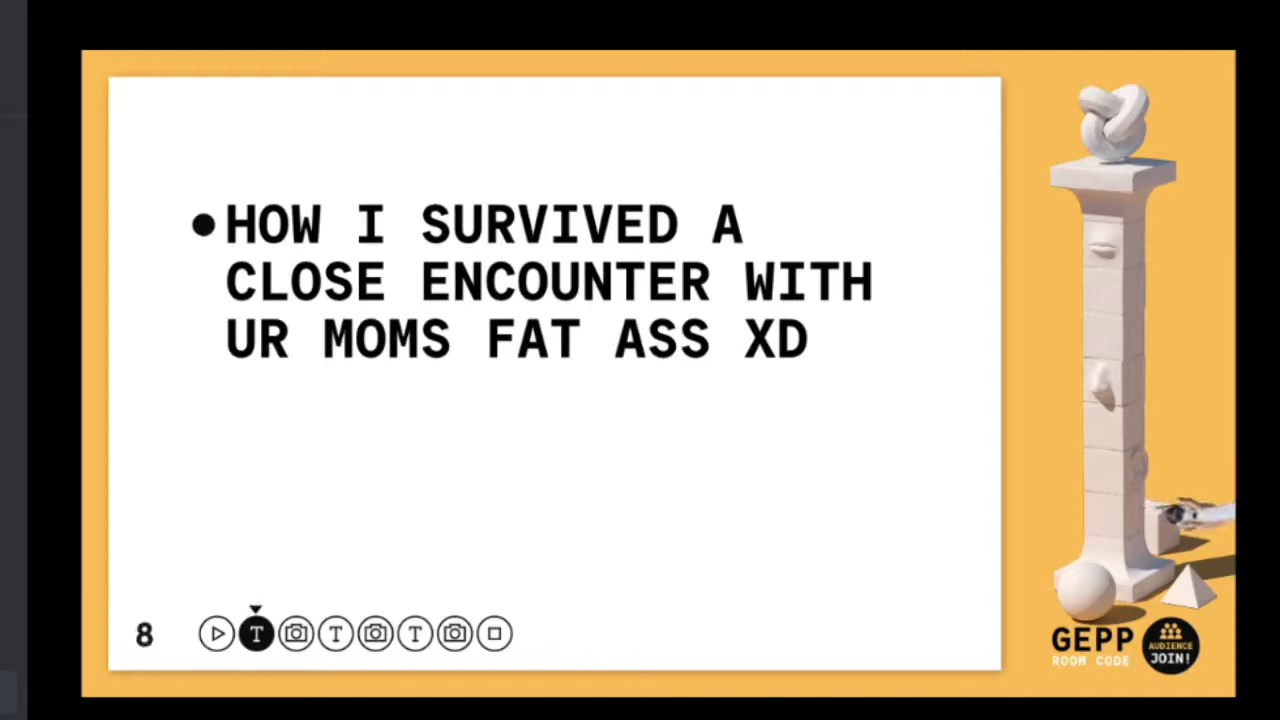 •HOW I SURVIVED A
CLOSE ENCOUNTER WITH
UR MOMS FAT ASS XD
8
T
T
T
GEPP
ROOM CODE
AUDIENCE
JOIN!